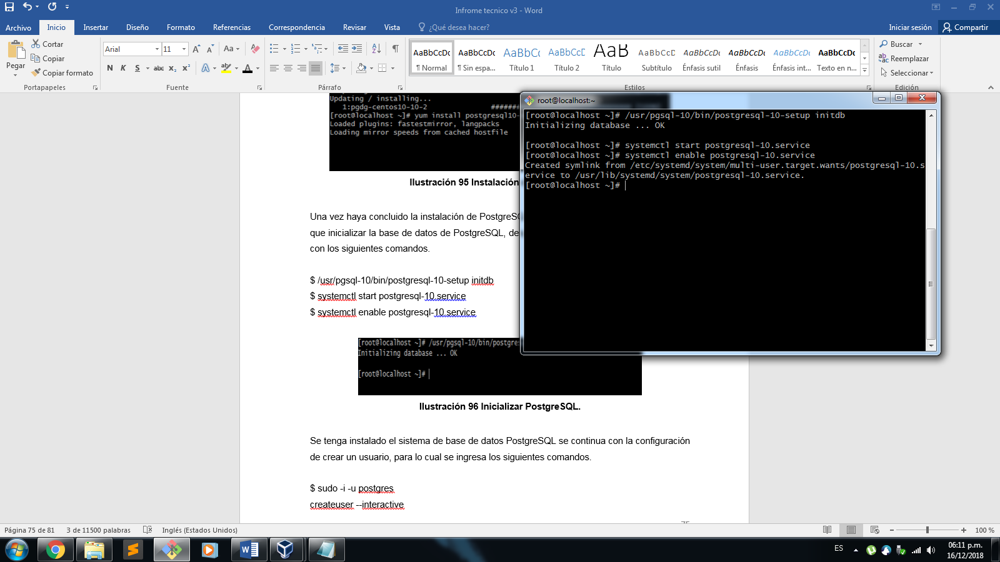 Infrome tecnico v3 - Word
Archivo Inicio Insertar Diseño Formato Referencias Correspondencia Revisar Vista ¿Qué desea hacer? Iniciar sesión Compartir
Pegar
Cortar
Copiar
Copiar formato
Portapapeles
Arial 11
Aa
N K S abc x₂ x²
Fuente
Párrafo
AaBbCcDc AaBbCcDc AaBbCc AaBbCcC AaB AaBbCcC AaBbCcDc AaBbCcDc AaBbCcDc AaBbCcDc
¶ Normal ¶ Sin espa... Título 1 Título 2 Título Subtítulo Énfasis sutil Énfasis Énfasis int... Texto en n...
Estilos
Buscar
Reemplazar
Seleccionar
Edición
Updating / installing...
1:pgdg-centos10-10-2 ######
[root@localhost ~]# yum install postgresql10-
Loaded plugins: fastestmirror, langpacks
Loading mirror speeds from cached hostfile
Ilustración 95 Instalación
Una vez haya concluido la instalación de PostgreSQ
que inicializar la base de datos de PostgreSQL, de
con los siguientes comandos.
$ /usr/pgsql-10/bin/postgresql-10-setup initdb
$ systemctl start postgresql-10.service
$ systemctl enable postgresql-10.service
[root@localhost ~]# /usr/pgsql-10/bin/postgres
Initializing database ... OK
[root@localhost ~]#
Ilustración 96 Inicializar PostgreSQL.
Se tenga instalado el sistema de base de datos PostgreSQL se continua con la configuración
de crear un usuario, para lo cual se ingresa los siguientes comandos.
$ sudo -i -u postgres
createuser --interactive
root@localhost:~
[root@localhost ~]# /usr/pgsql-10/bin/postgresql-10-setup initdb
Initializing database ... OK
[root@localhost ~]# systemctl start postgresql-10.service
[root@localhost ~]# systemctl enable postgresql-10.service
Created symlink from /etc/systemd/system/multi-user.target.wants/postgresql-10.s
ervice to /usr/lib/systemd/system/postgresql-10.service.
[root@localhost ~]#
Página 75 de 81 3 de 11500 palabras Inglés (Estados Unidos) 100 %
ES
06:11 p.m.
16/12/2018